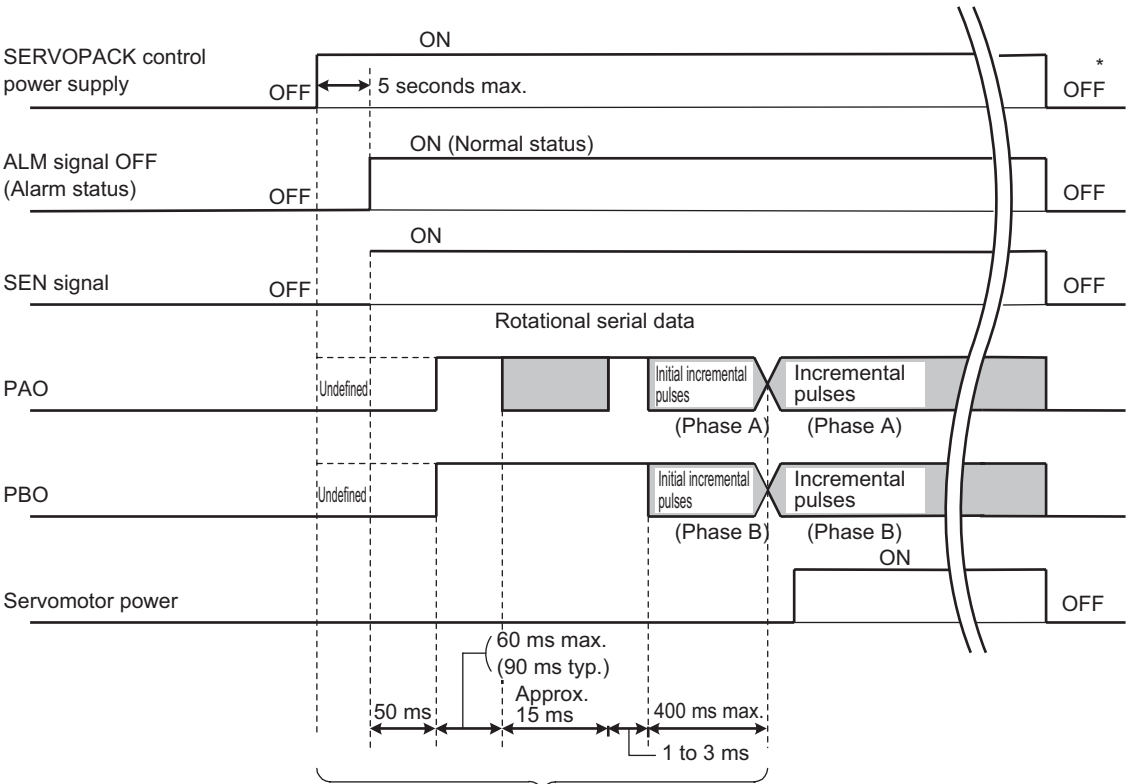 ON
SERVOPACK control
power supply
OFF
5 seconds max.
*
OFF
ON (Normal status)
ALM signal OFF
(Alarm status)
OFF
OFF
ON
SEN signal
OFF
OFF
Rotational serial data
PAO
Undefined
Initial incremental
pulses
Incremental
pulses
(Phase A)
(Phase A)
PBO
Undefined
Initial incremental
pulses
Incremental
pulses
(Phase B)
(Phase B)
ON
Servomotor power
OFF
60 ms max.
(90 ms typ.)
Approx.
50 ms
15 ms
400 ms max.
1 to 3 ms